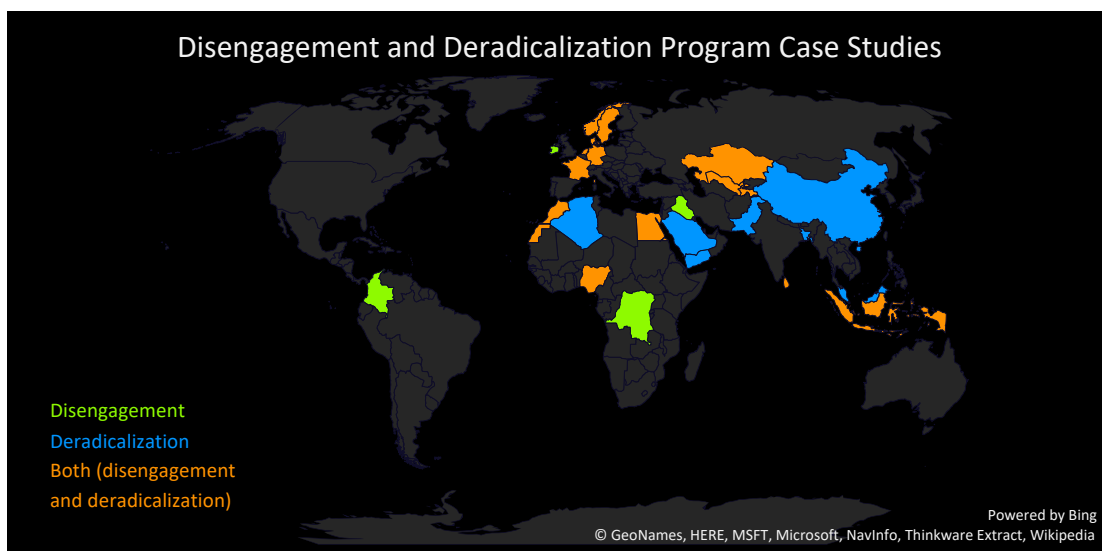 Disengagement and Deradicalization Program Case Studies
Disengagement
Deradicalization
Both (disengagement
and deradicalization)
Powered by Bing
© GeoNames, HERE, MSFT, Microsoft, NavInfo, Thinkware Extract, Wikipedia